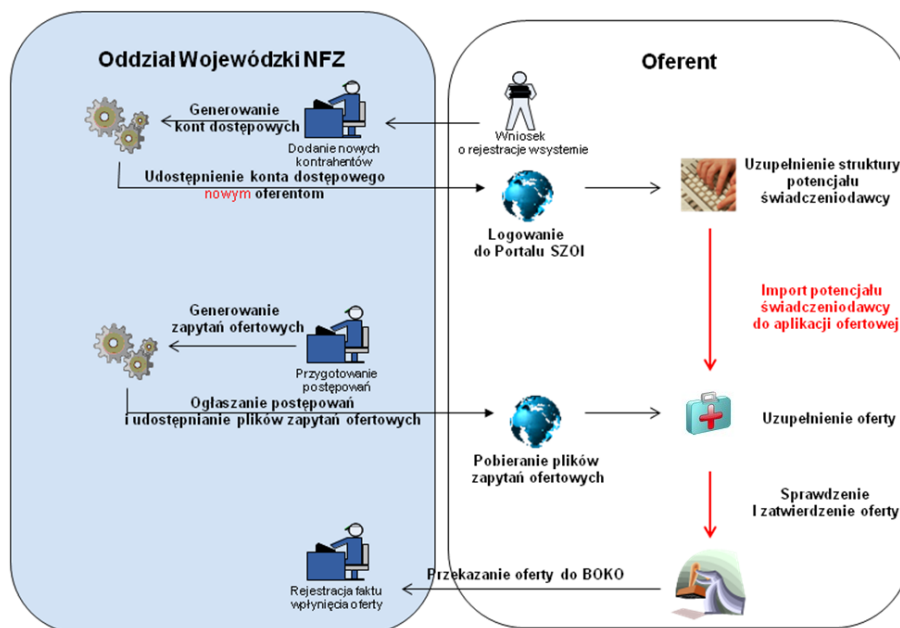 Oddział Wojewódzki NFZ
Oferent
Generowanie
kont dostępowych
Dodanie nowych
kontrahentów
Wniosek
o rejestracje wsystemie
Udostępnienie konta dostępowego
nowym oferentom
Logowanie
do Portalu SZOI
Uzupełnienie struktury
potencjału
świadczeniodawcy
Import potencjału
świadczeniodawcy
do aplikacji ofertowej
Generowanie
zapytań ofertowych
Przygotowanie
postępowań
Ogłaszanie postępowań
i udostępnianie plików zapytań ofertowych
Pobieranie plików
zapytań ofertowych
Uzupełnienie oferty
Sprawdzenie
I zatwierdzenie oferty
Przekazanie oferty do BOKO
Rejestracja faktu
wpłynięcia oferty